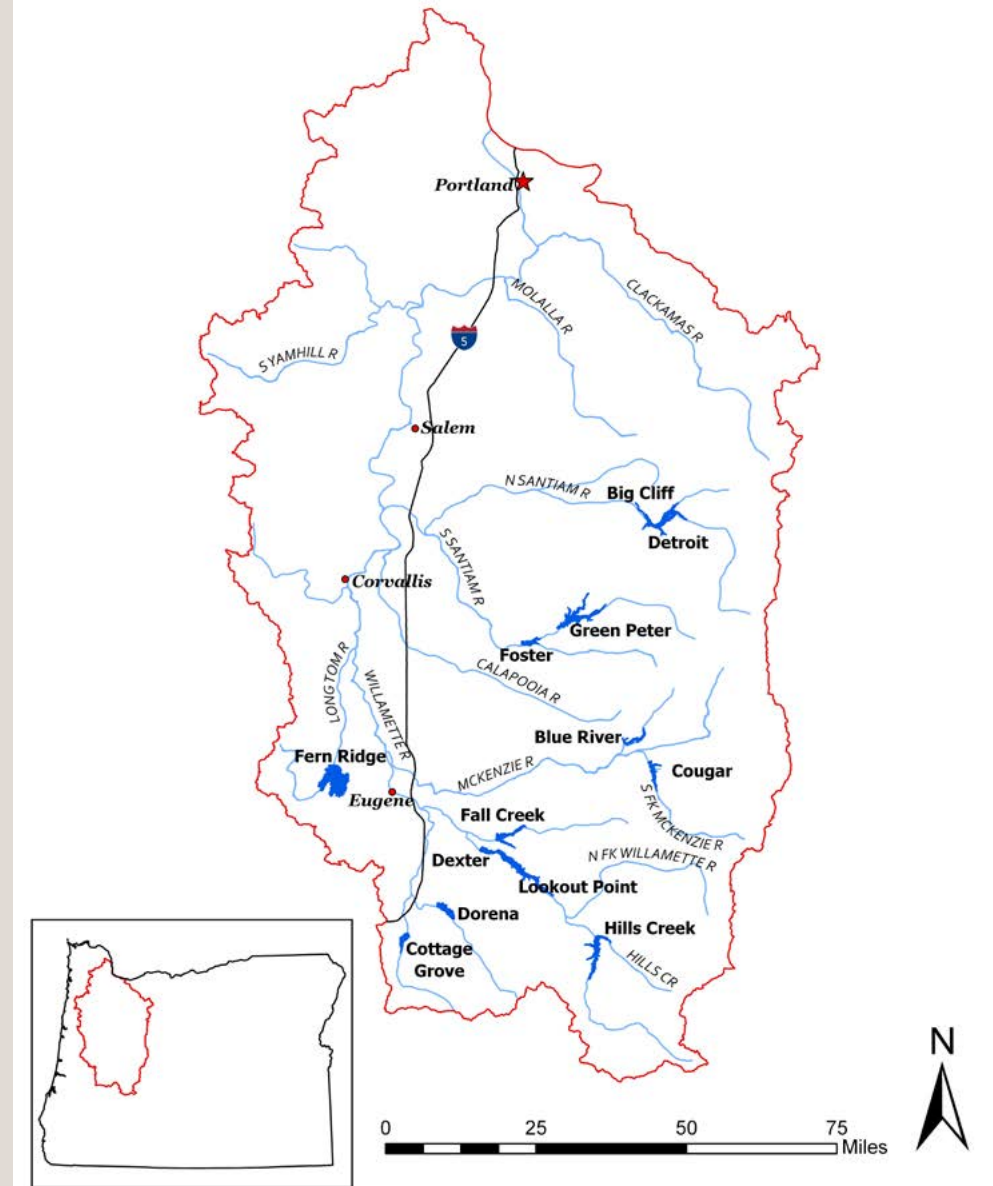 Portland
MOLALLA R
CLACKAMAS R
5
S YAMHILL R
Salem
N SANTIAM R
Big Cliff
Detroit
S SANTIAM R
Corvallis
Green Peter
Foster
CALAPOOIA R
LONG TOM R
WILLAMETTE R
Blue River
Fern Ridge
MCKENZIE R
Cougar
Eugene
S FK MCKENZIE R
Fall Creek
Dexter
N FK WILLAMETTE R
Lookout Point
Dorena
Hills Creek
Cottage
Grove
HILLS CR
N
0 25 50 75
Miles